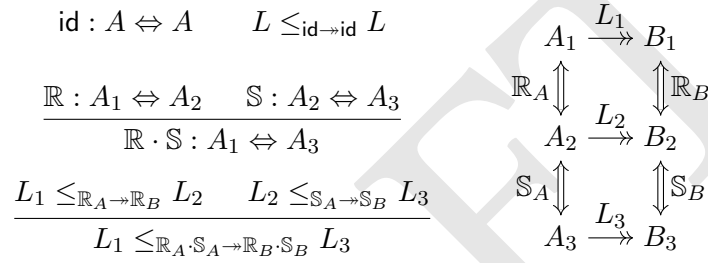 id : A ⇔ A    L ≤_{id↠id} L
ℝ : A₁ ⇔ A₂    𝕊 : A₂ ⇔ A₃
ℝ · 𝕊 : A₁ ⇔ A₃
L₁ ≤_{ℝ_A↠ℝ_B} L₂    L₂ ≤_{𝕊_A↠𝕊_B} L₃
L₁ ≤_{ℝ_A·𝕊_A↠ℝ_B·𝕊_B} L₃
A₁ —L₁↠ B₁
ℝ_A ⇕    ⇕ ℝ_B
A₂ —L₂↠ B₂
𝕊_A ⇕    ⇕ 𝕊_B
A₃ —L₃↠ B₃